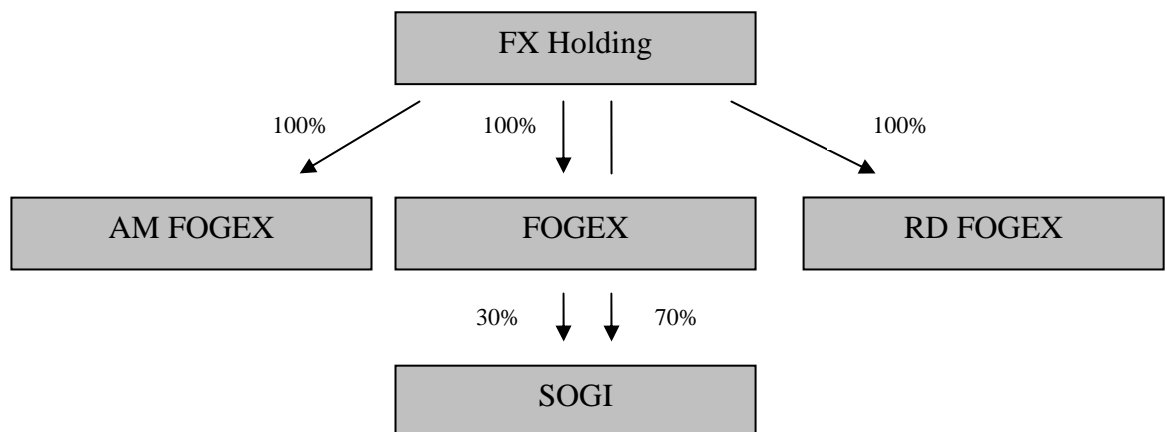 FX Holding
100%
100%
100%
AM FOGEX
FOGEX
RD FOGEX
30%
70%
SOGI